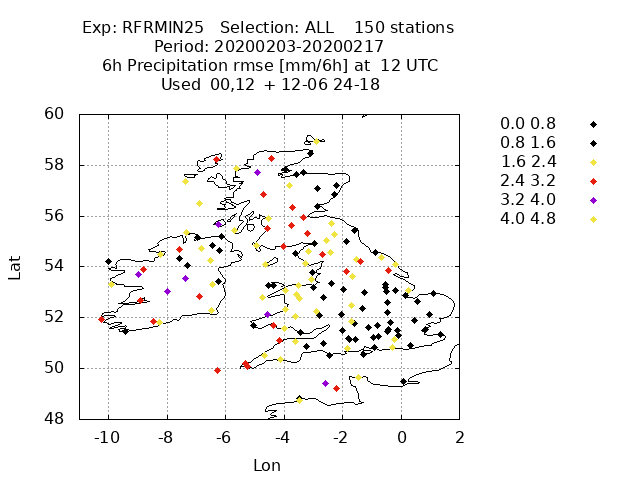 Exp: RFRMIN25   Selection: ALL    150 stations
Period: 20200203-20200217
6h Precipitation rmse [mm/6h] at  12 UTC
Used  00,12  + 12-06 24-18
60
58
56
54
52
50
48
Lat
-10 -8 -6 -4 -2 0 2
Lon
0.0 0.8
0.8 1.6
1.6 2.4
2.4 3.2
3.2 4.0
4.0 4.8